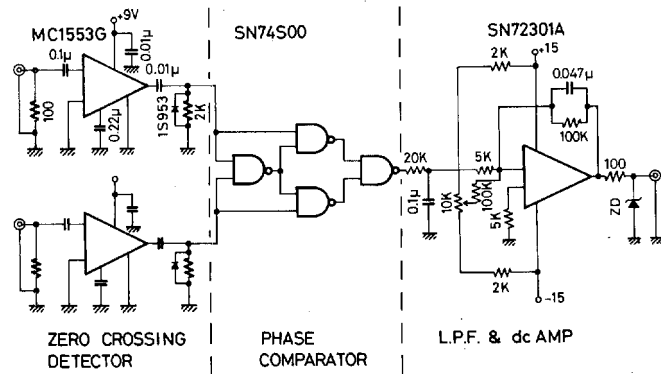 MC1553G
+9V
0.01μ
0.1μ
0.01μ
100
0.22μ
1S953
2K
SN74S00
SN72301A
2K
+15
0.047μ
100K
20K
5K
100K
10K
0.1μ
5K
100
ZD
2K
-15
ZERO CROSSING
DETECTOR
PHASE
COMPARATOR
L.P.F. & dc AMP